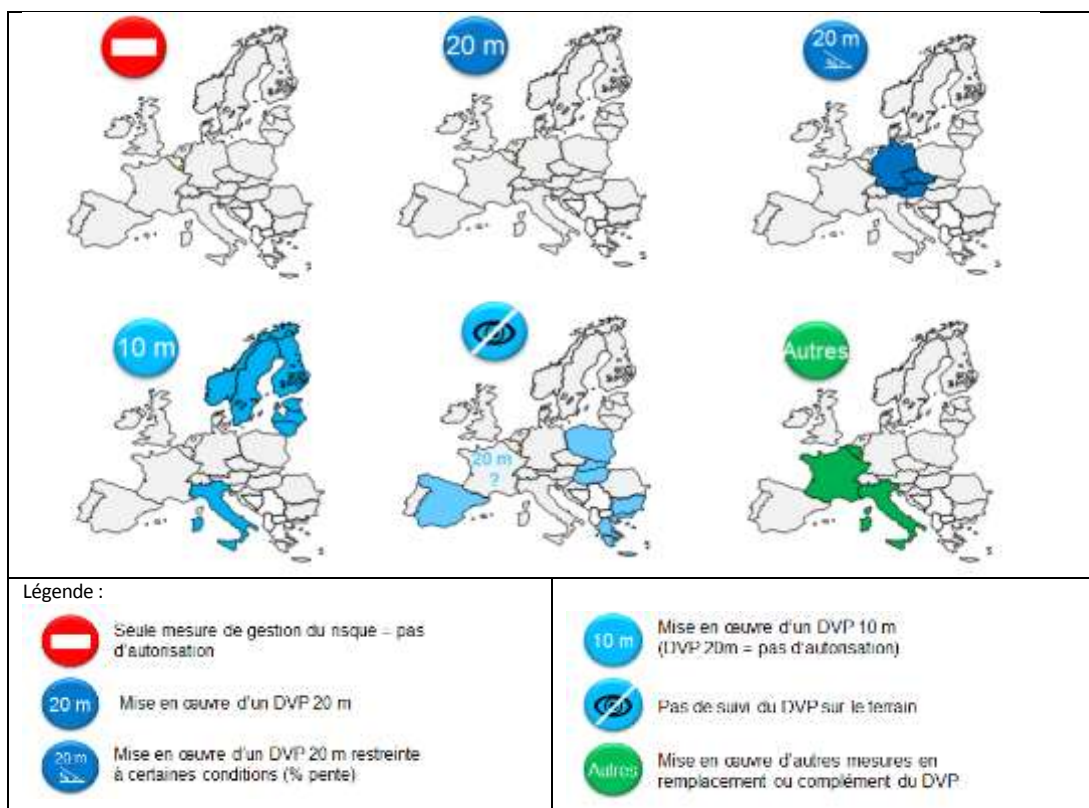 20 m
20 m
%
10 m
20 m
?
Autres
Légende :
Seule mesure de gestion du risque = pas
d'autorisation
20 m
Mise en œuvre d'un DVP 20 m
20 m
Mise en œuvre d'un DVP 20 m restreinte
à certaines conditions (% pente)
10 m
Mise en œuvre d'un DVP 10 m
(DVP 20m = pas d'autorisation)
Pas de suivi du DVP sur le terrain
Autres
Mise en œuvre d'autres mesures en
remplacement ou complément du DVP